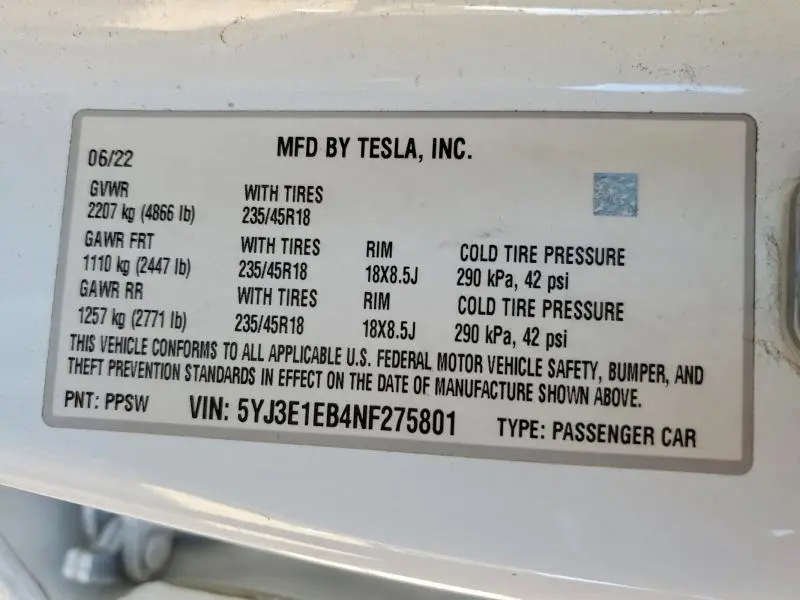 06/22 MFD BY TESLA, INC.
GVWR WITH TIRES
2207 kg (4866 lb) 235/45R18
GAWR FRT WITH TIRES RIM COLD TIRE PRESSURE
1110 kg (2447 lb) 235/45R18 18X8.5J 290 kPa, 42 psi
GAWR RR WITH TIRES RIM COLD TIRE PRESSURE
1257 kg (2771 lb) 235/45R18 18X8.5J 290 kPa, 42 psi
THIS VEHICLE CONFORMS TO ALL APPLICABLE U.S. FEDERAL MOTOR VEHICLE SAFETY, BUMPER, AND
THEFT PREVENTION STANDARDS IN EFFECT ON THE DATE OF MANUFACTURE SHOWN ABOVE.
PNT: PPSW VIN: 5YJ3E1EB4NF275801 TYPE: PASSENGER CAR